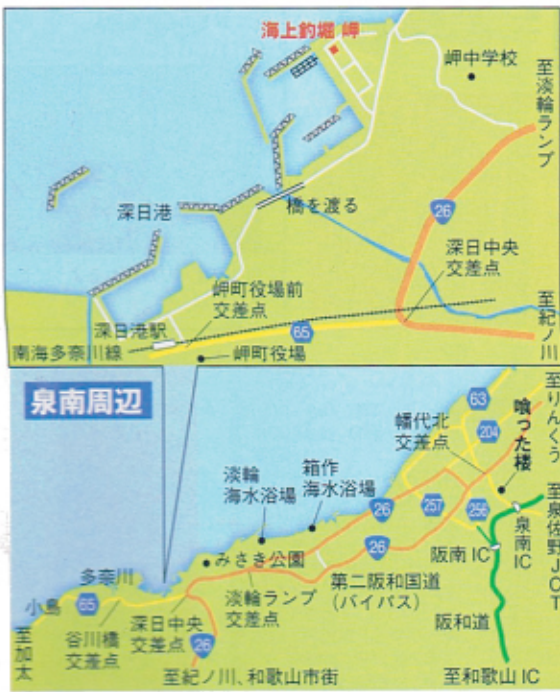 海上釣堀 岬
岬中学校
至淡輪ランプ
深日港
橋を渡る
26
深日中央
交差点
岬町役場前
交差点
深日港駅
65
至紀ノ川
南海多奈川線
岬町役場
泉南周辺
63
至りんくう
204
喰った楼
幡代北
交差点
淡輪
海水浴場
箱作
海水浴場
26
257
256
泉南IC
至泉佐野JCT
26
みさき公園
阪南IC
多奈川
第二阪和国道
(バイパス)
小島
65
淡輪ランプ
交差点
谷川橋
交差点
深日中央
交差点
26
阪和道
至加太
至紀ノ川、和歌山市街
至和歌山IC